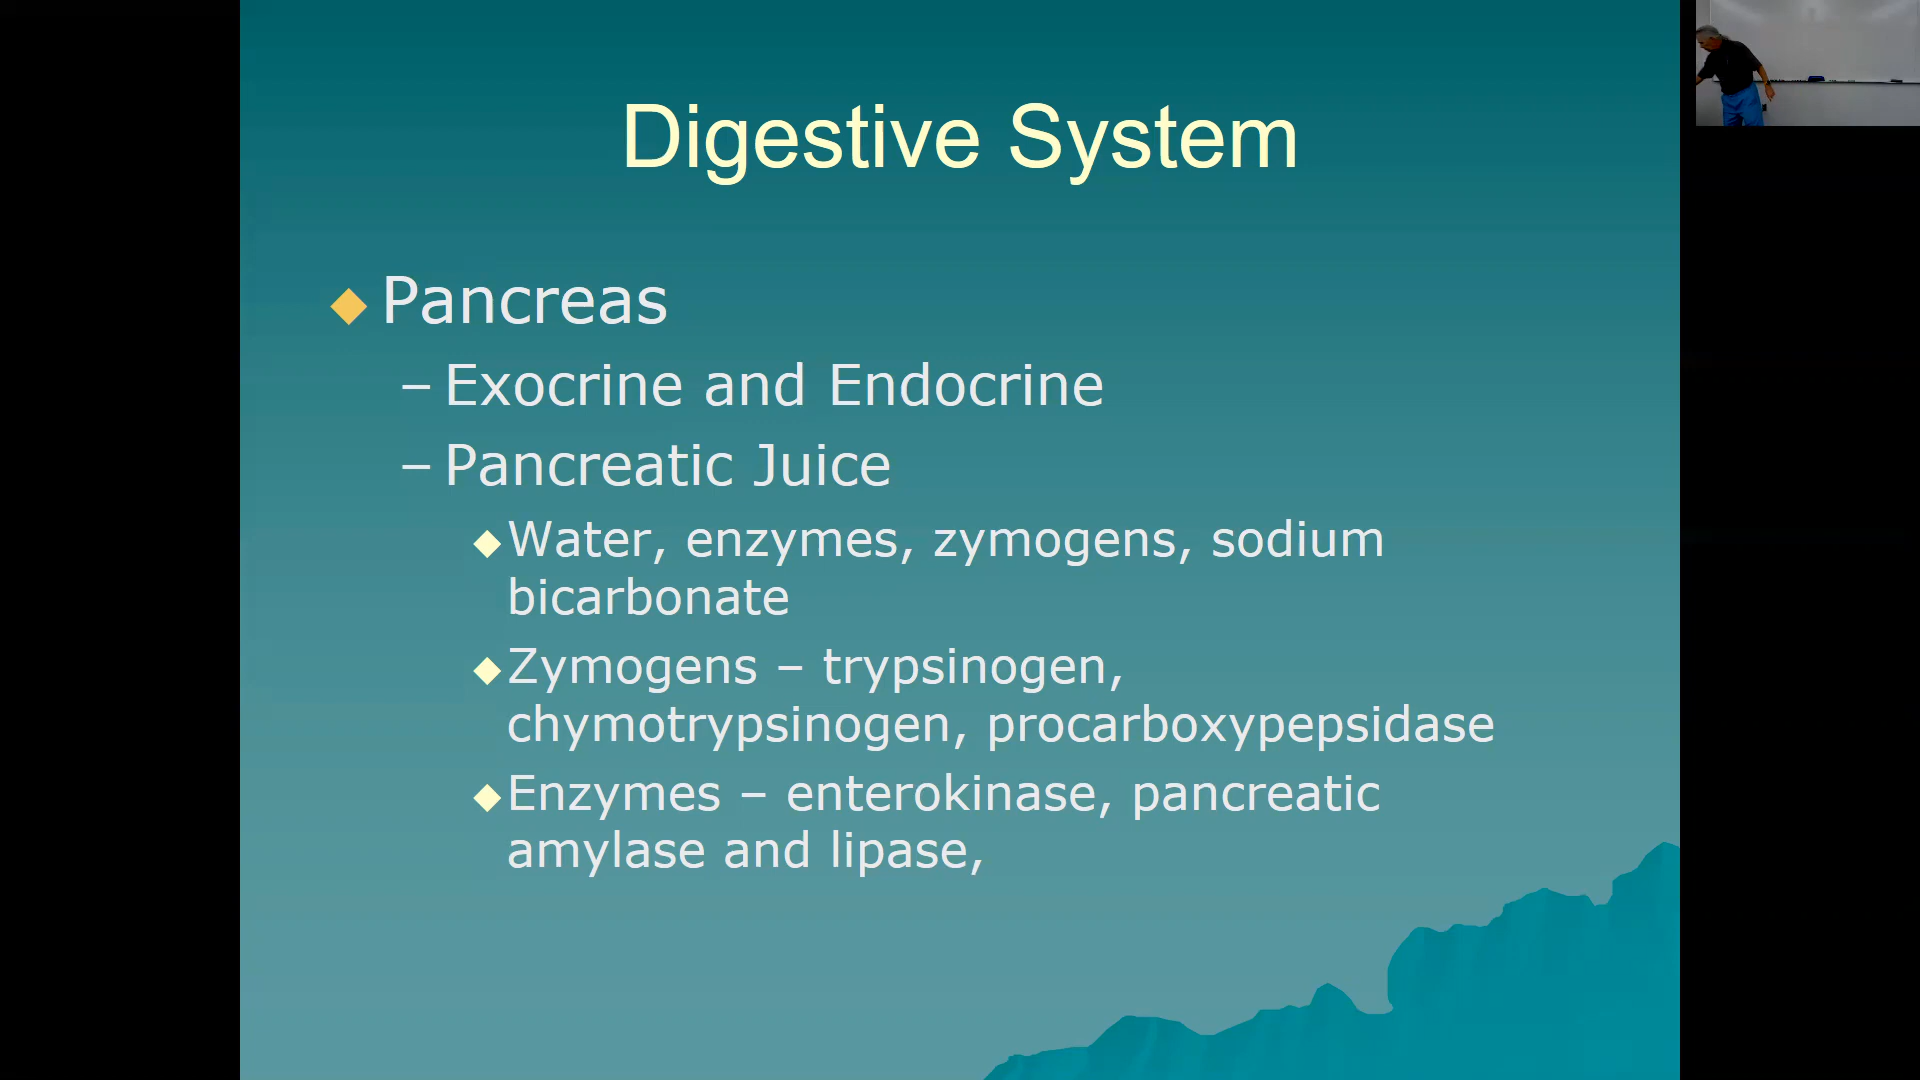 Digestive System
Pancreas
– Exocrine and Endocrine
– Pancreatic Juice
Water, enzymes, zymogens, sodium
bicarbonate
Zymogens – trypsinogen,
chymotrypsinogen, procarboxypepsidase
Enzymes – enterokinase, pancreatic
amylase and lipase,